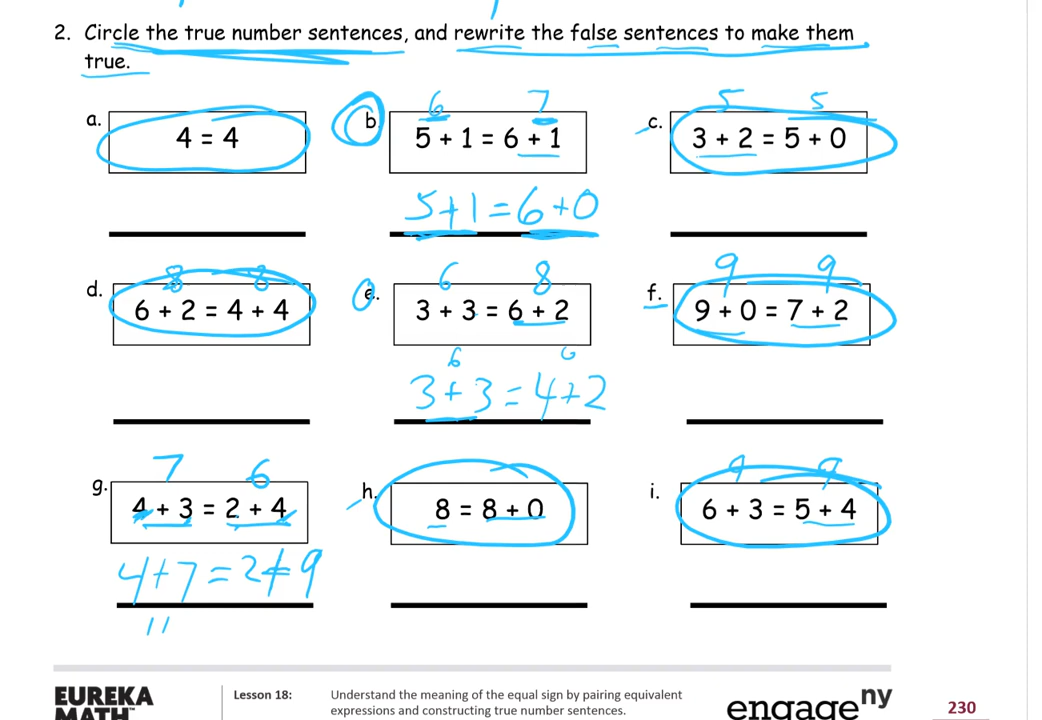 2. Circle the true number sentences, and rewrite the false sentences to make them
true.
6 7 5 5
a. 4 = 4
b. 5 + 1 = 6 + 1
c. 3 + 2 = 5 + 0
5+1=6+0
8 8 6 8 9 9
d. 6 + 2 = 4 + 4
e. 3 + 3 = 6 + 2
f. 9 + 0 = 7 + 2
6 6
3+3=4+2
7 6 9 9
g. 4 + 3 = 2 + 4
h. 8 = 8 + 0
i. 6 + 3 = 5 + 4
4+7=2+9
11
EUREKA
MATH™
Lesson 18:
Understand the meaning of the equal sign by pairing equivalent
expressions and constructing true number sentences.
engage ny
230